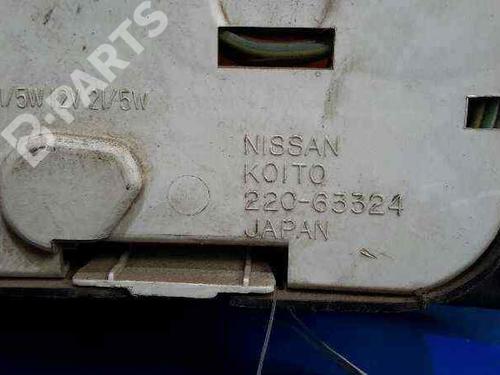 B-PARTS
1/5W 12V 21/5W
NISSAN
KOITO
220-63324
JAPAN